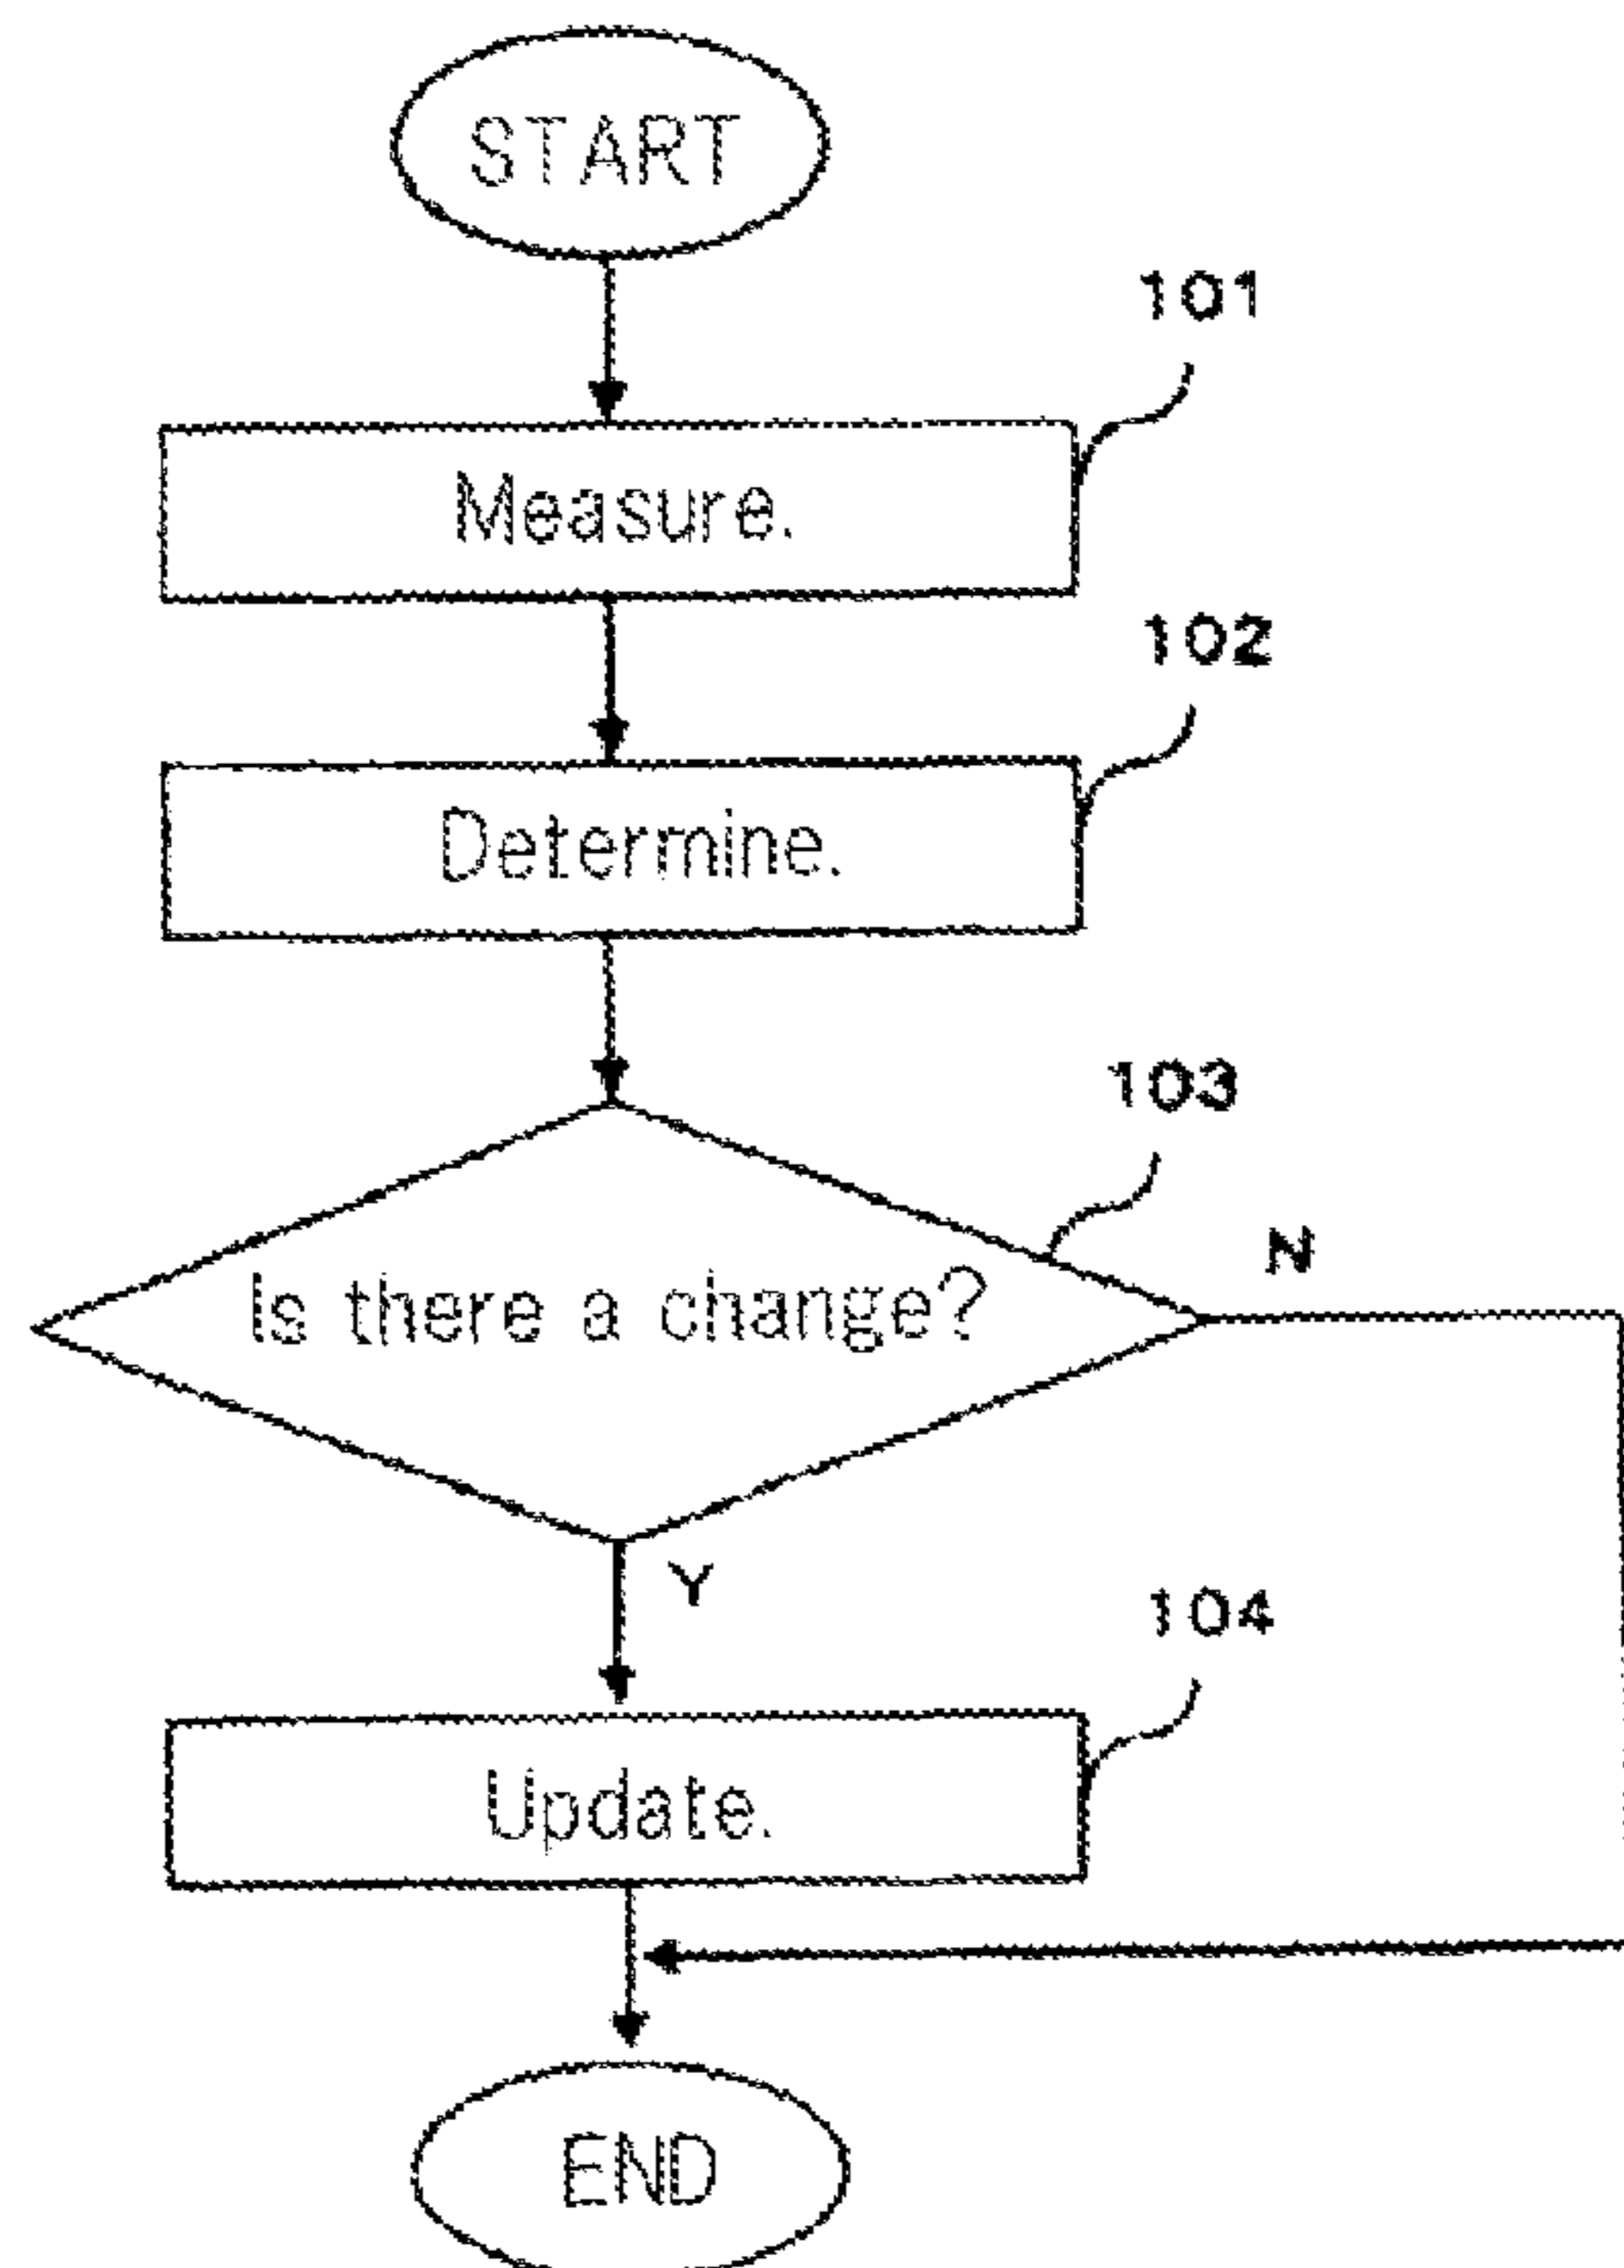 START
101
Measure.
102
Determine.
103
Is there a change?
N
Y
104
Update.
END